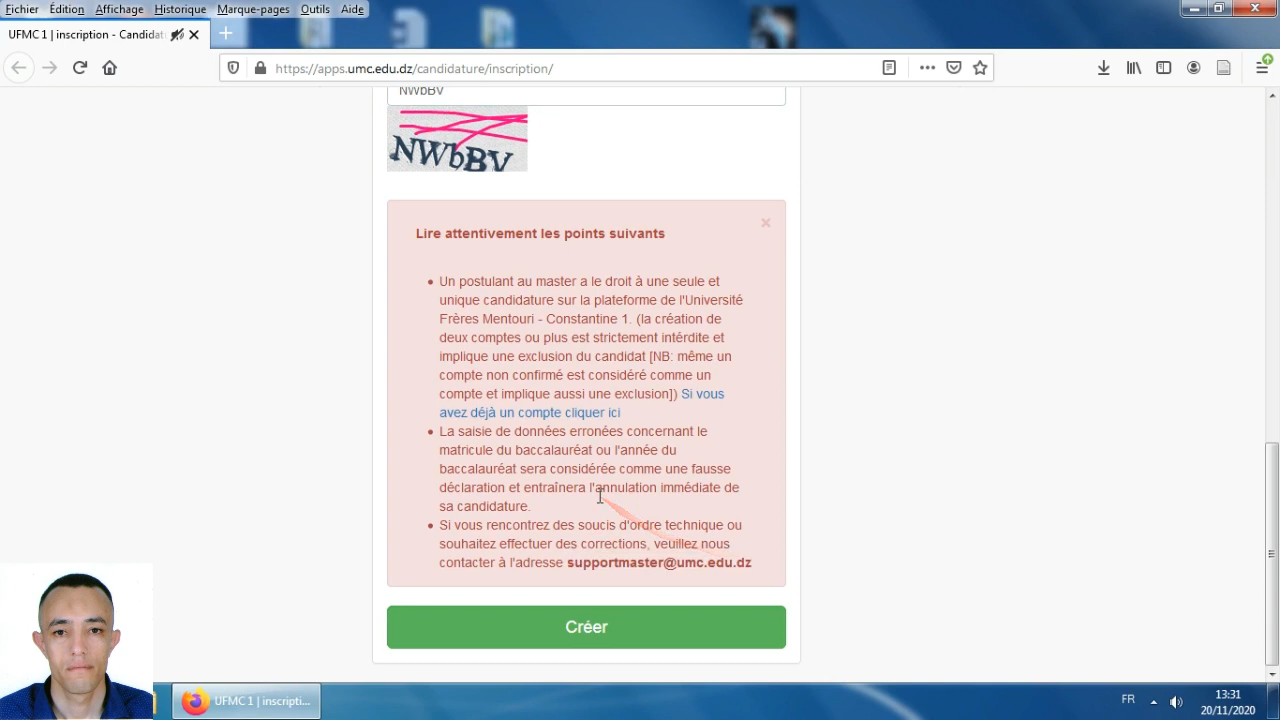 Fichier Édition Affichage Historique Marque-pages Outils Aide
UFMC 1 | inscription - Candidat
https://apps.umc.edu.dz/candidature/inscription/
NWbBV
NWbBV
Lire attentivement les points suivants
×
• Un postulant au master a le droit à une seule et
unique candidature sur la plateforme de l'Université
Frères Mentouri - Constantine 1. (la création de
deux comptes ou plus est strictement intérdite et
implique une exclusion du candidat [NB: même un
compte non confirmé est considéré comme un
compte et implique aussi une exclusion]) Si vous
avez déjà un compte cliquer ici
• La saisie de données erronées concernant le
matricule du baccalauréat ou l'année du
baccalauréat sera considérée comme une fausse
déclaration et entraînera l'annulation immédiate de
sa candidature.
• Si vous rencontrez des soucis d'ordre technique ou
souhaitez effectuer des corrections, veuillez nous
contacter à l'adresse supportmaster@umc.edu.dz
Créer
UFMC 1 | inscripti...
FR
13:31
20/11/2020